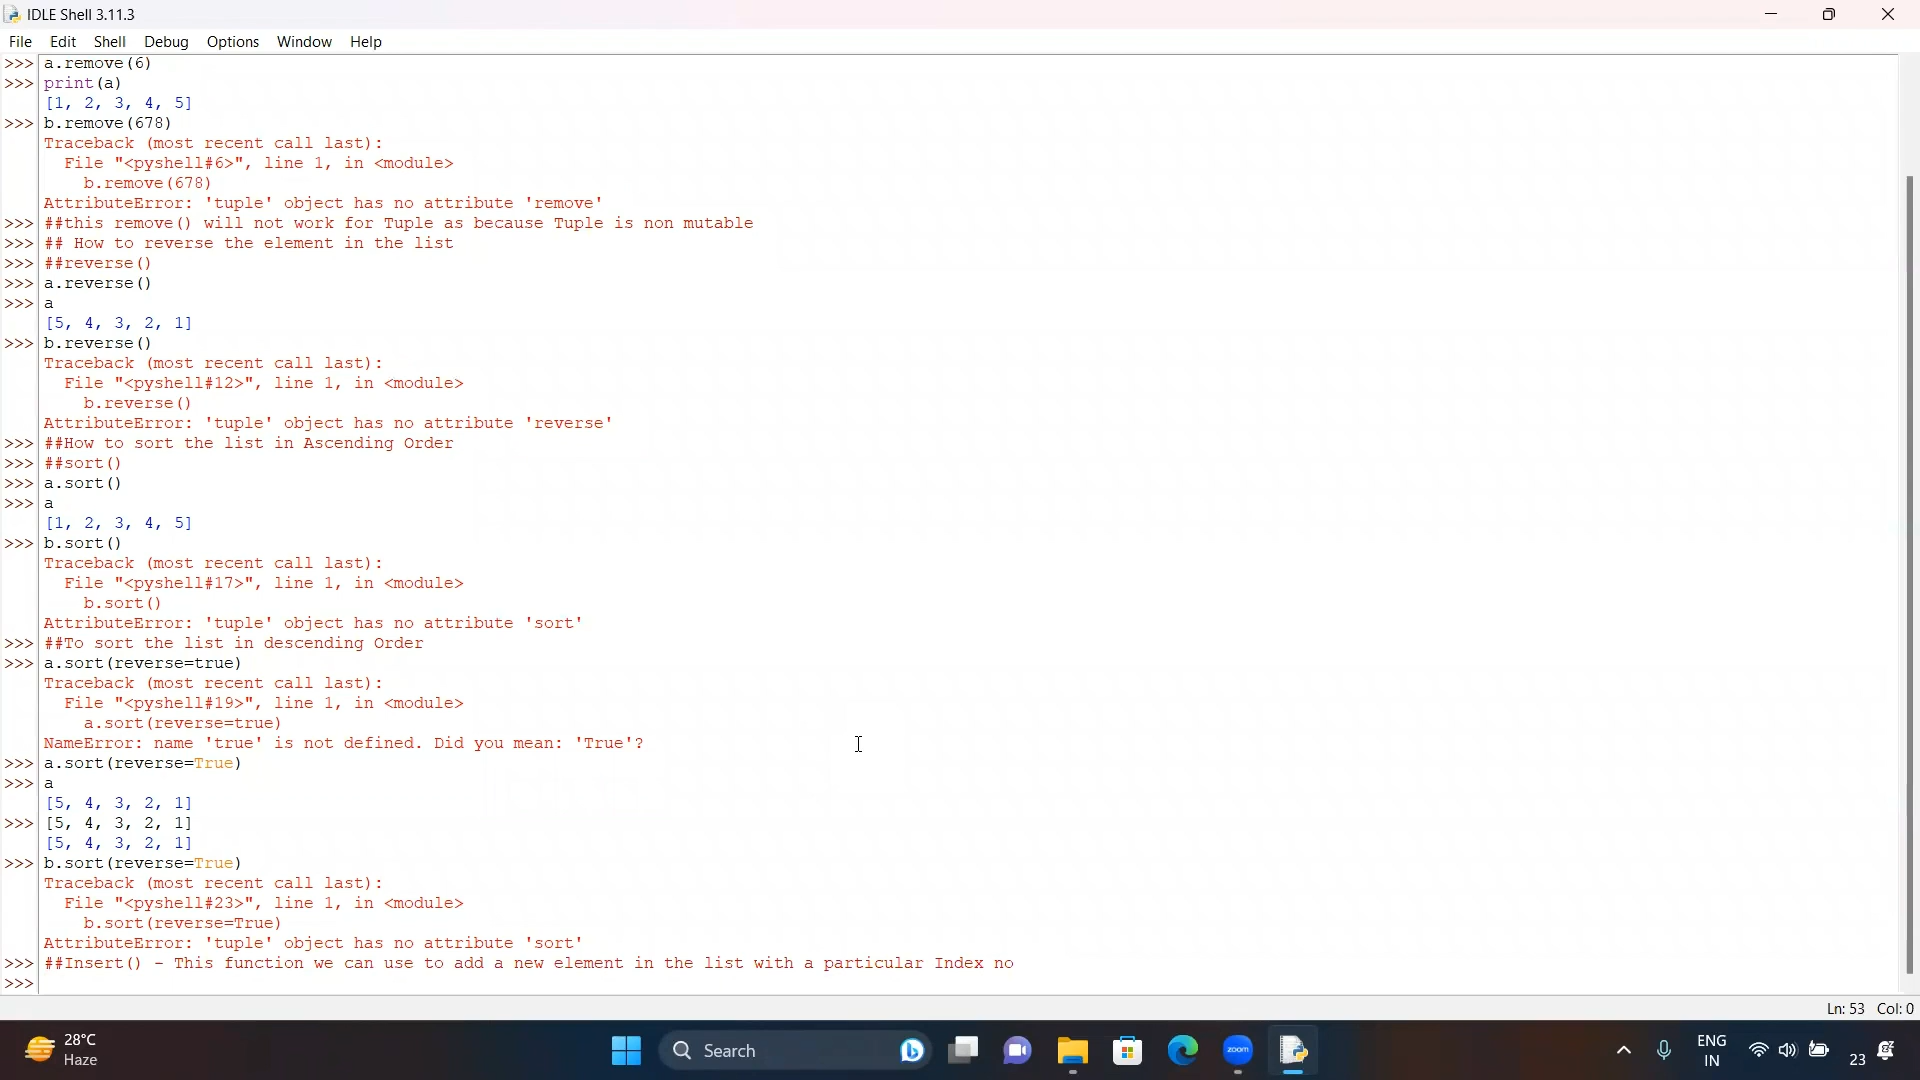 IDLE Shell 3.11.3
File Edit Shell Debug Options Window Help
>>> a.remove(6)
>>> print(a)
[1, 2, 3, 4, 5]
>>> b.remove(678)
Traceback (most recent call last):
File "<pyshell#6>", line 1, in <module>
b.remove(678)
AttributeError: 'tuple' object has no attribute 'remove'
>>> ##this remove() will not work for Tuple as because Tuple is non mutable
>>> ## How to reverse the element in the list
>>> ##reverse()
>>> a.reverse()
>>> a
[5, 4, 3, 2, 1]
>>> b.reverse()
Traceback (most recent call last):
File "<pyshell#12>", line 1, in <module>
b.reverse()
AttributeError: 'tuple' object has no attribute 'reverse'
>>> ##How to sort the list in Ascending Order
>>> ##sort()
>>> a.sort()
>>> a
[1, 2, 3, 4, 5]
>>> b.sort()
Traceback (most recent call last):
File "<pyshell#17>", line 1, in <module>
b.sort()
AttributeError: 'tuple' object has no attribute 'sort'
>>> ##To sort the list in descending Order
>>> a.sort(reverse=true)
Traceback (most recent call last):
File "<pyshell#19>", line 1, in <module>
a.sort(reverse=true)
NameError: name 'true' is not defined. Did you mean: 'True'?
>>> a.sort(reverse=True)
>>> a
[5, 4, 3, 2, 1]
>>> [5, 4, 3, 2, 1]
[5, 4, 3, 2, 1]
>>> b.sort(reverse=True)
Traceback (most recent call last):
File "<pyshell#23>", line 1, in <module>
b.sort(reverse=True)
AttributeError: 'tuple' object has no attribute 'sort'
>>> ##Insert() - This function we can use to add a new element in the list with a particular Index no
>>>
Ln: 53 Col: 0
28°C
Haze
Search
zoom
ENG
IN
23